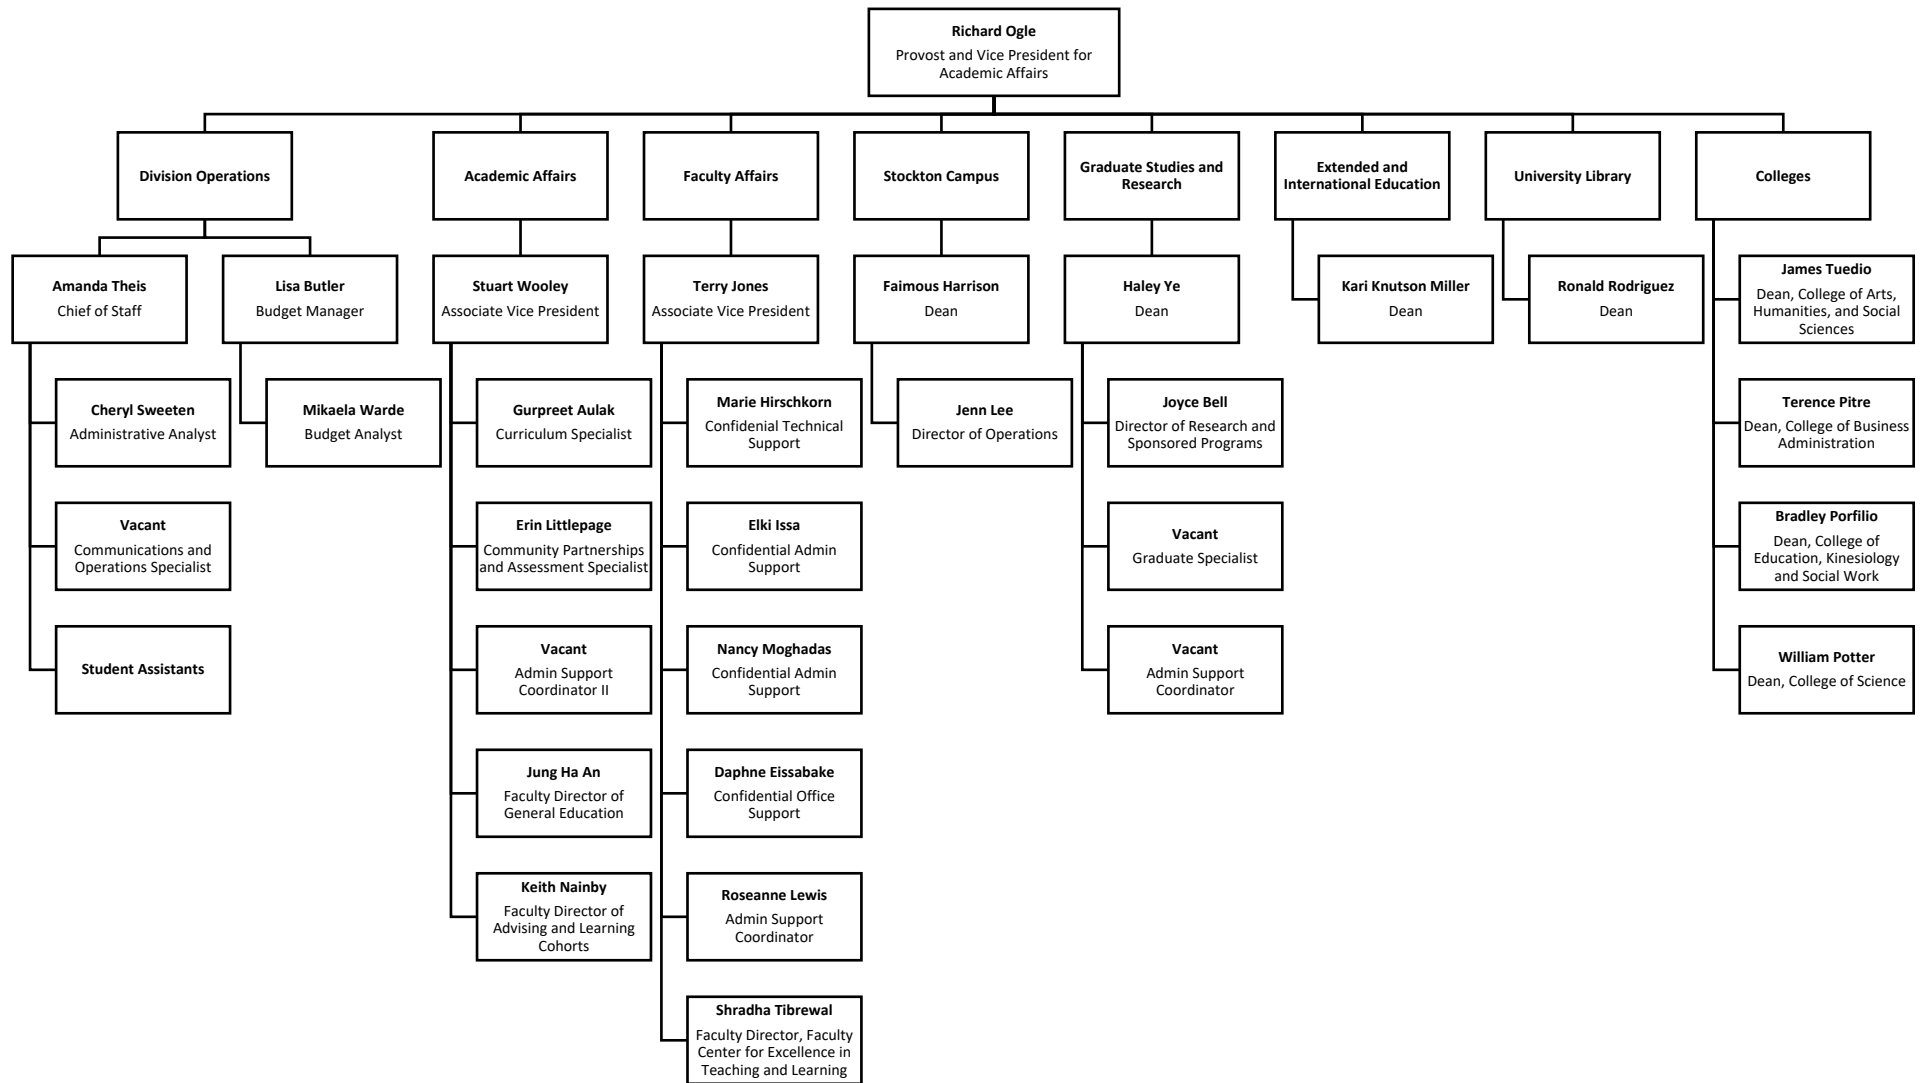 Richard Ogle
Provost and Vice President for
Academic Affairs
Division Operations
Academic Affairs
Faculty Affairs
Stockton Campus
Graduate Studies and
Research
Extended and
International Education
University Library
Colleges
Amanda Theis
Chief of Staff
Lisa Butler
Budget Manager
Stuart Wooley
Associate Vice President
Terry Jones
Associate Vice President
Faimous Harrison
Dean
Haley Ye
Dean
Kari Knutson Miller
Dean
Ronald Rodriguez
Dean
James Tuedio
Dean, College of Arts,
Humanities, and Social
Sciences
Cheryl Sweeten
Administrative Analyst
Mikaela Warde
Budget Analyst
Gurpreet Aulak
Curriculum Specialist
Marie Hirschkorn
Confidenial Technical
Support
Jenn Lee
Director of Operations
Joyce Bell
Director of Research and
Sponsored Programs
Terence Pitre
Dean, College of Business
Administration
Vacant
Communications and
Operations Specialist
Erin Littlepage
Community Partnerships
and Assessment Specialist
Elki Issa
Confidential Admin
Support
Vacant
Graduate Specialist
Bradley Porfilio
Dean, College of
Education, Kinesiology
and Social Work
Student Assistants
Vacant
Admin Support
Coordinator II
Nancy Moghadas
Confidential Admin
Support
Vacant
Admin Support
Coordinator
William Potter
Dean, College of Science
Jung Ha An
Faculty Director of
General Education
Daphne Eissabake
Confidential Office
Support
Keith Nainby
Faculty Director of
Advising and Learning
Cohorts
Roseanne Lewis
Admin Support
Coordinator
Shradha Tibrewal
Faculty Director, Faculty
Center for Excellence in
Teaching and Learning